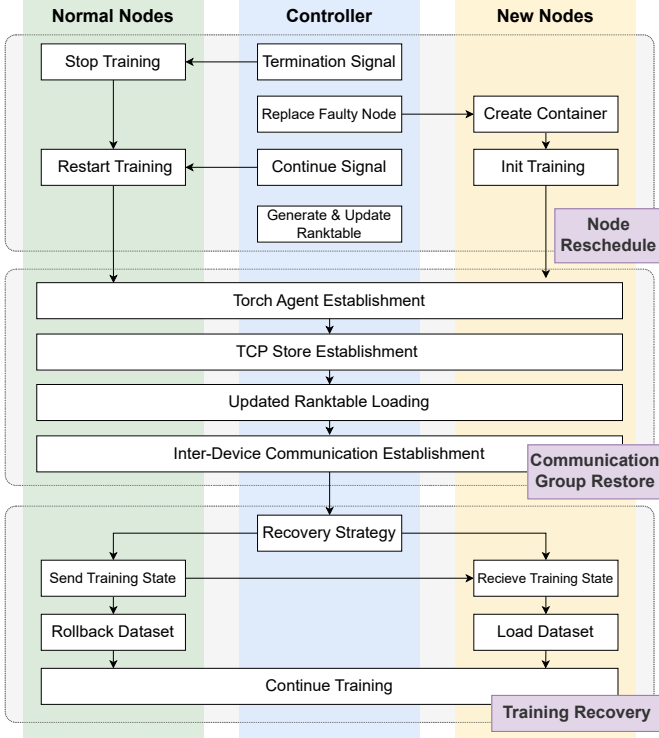 Normal Nodes
Controller
New Nodes
Stop Training
Termination Signal
Replace Faulty Node
Create Container
Restart Training
Continue Signal
Init Training
Generate & Update
Ranktable
Node
Reschedule
Torch Agent Establishment
TCP Store Establishment
Updated Ranktable Loading
Inter-Device Communication Establishment
Communication
Group Restore
Recovery Strategy
Send Training State
Recieve Training State
Rollback Dataset
Load Dataset
Continue Training
Training Recovery